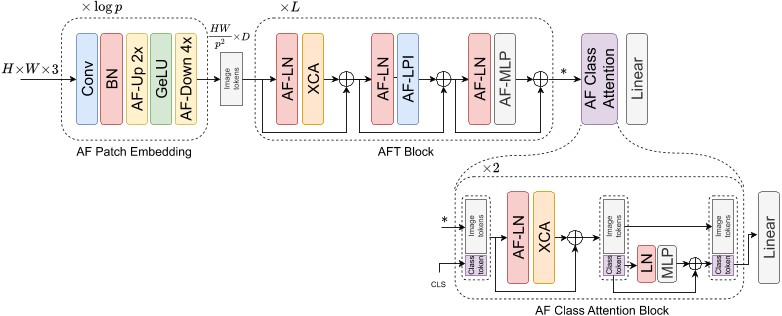 × log p
H×W×3
Conv
BN
AF-Up 2x
GeLU
AF-Down 4x
AF Patch Embedding
HW
p²
×D
Image
tokens
×L
AF-LN
XCA
AF-LN
AF-LPI
AF-LN
AF-MLP
AFT Block
*
AF Class
Attention
Linear
×2
*
CLS
Image
tokens
Class
token
AF-LN
XCA
Image
tokens
Class
token
LN
MLP
Image
tokens
Class
token
Linear
AF Class Attention Block